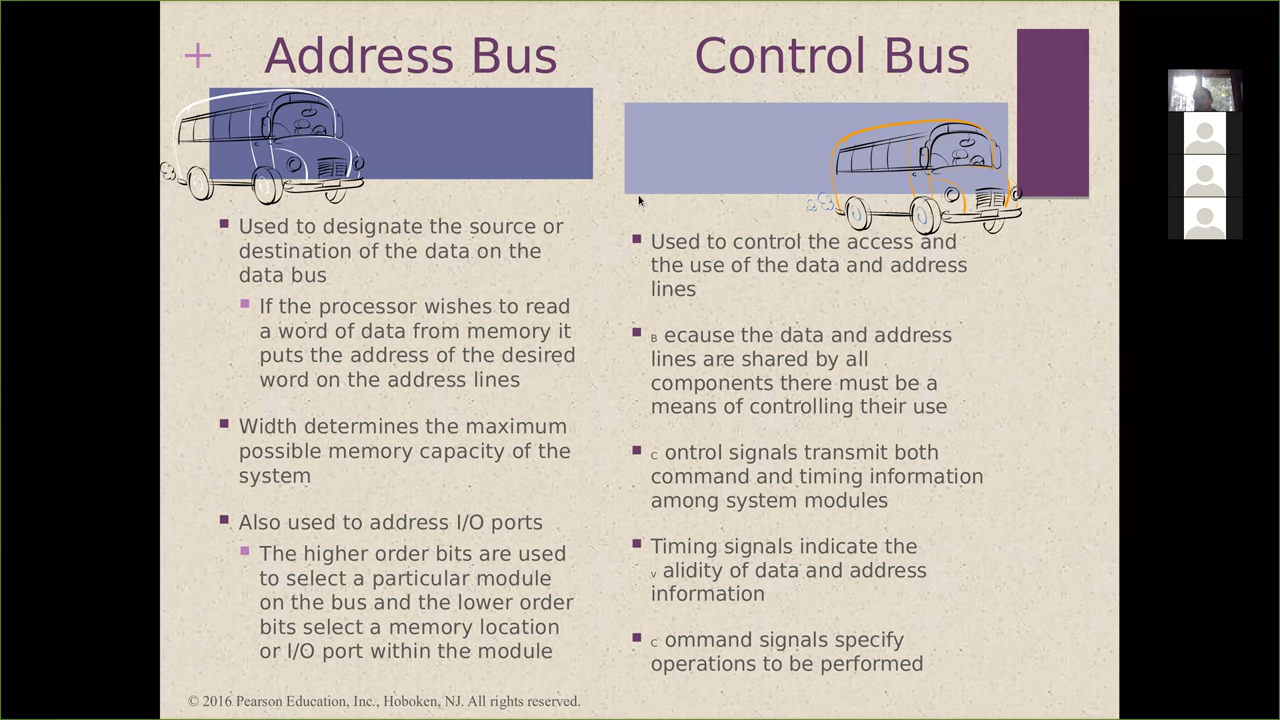 + Address Bus
Used to designate the source or
destination of the data on the
data bus
If the processor wishes to read
a word of data from memory it
puts the address of the desired
word on the address lines
Width determines the maximum
possible memory capacity of the
system
Also used to address I/O ports
The higher order bits are used
to select a particular module
on the bus and the lower order
bits select a memory location
or I/O port within the module
Control Bus
Used to control the access and
the use of the data and address
lines
B ecause the data and address
lines are shared by all
components there must be a
means of controlling their use
C ontrol signals transmit both
command and timing information
among system modules
Timing signals indicate the
v alidity of data and address
information
C ommand signals specify
operations to be performed
© 2016 Pearson Education, Inc., Hoboken, NJ. All rights reserved.